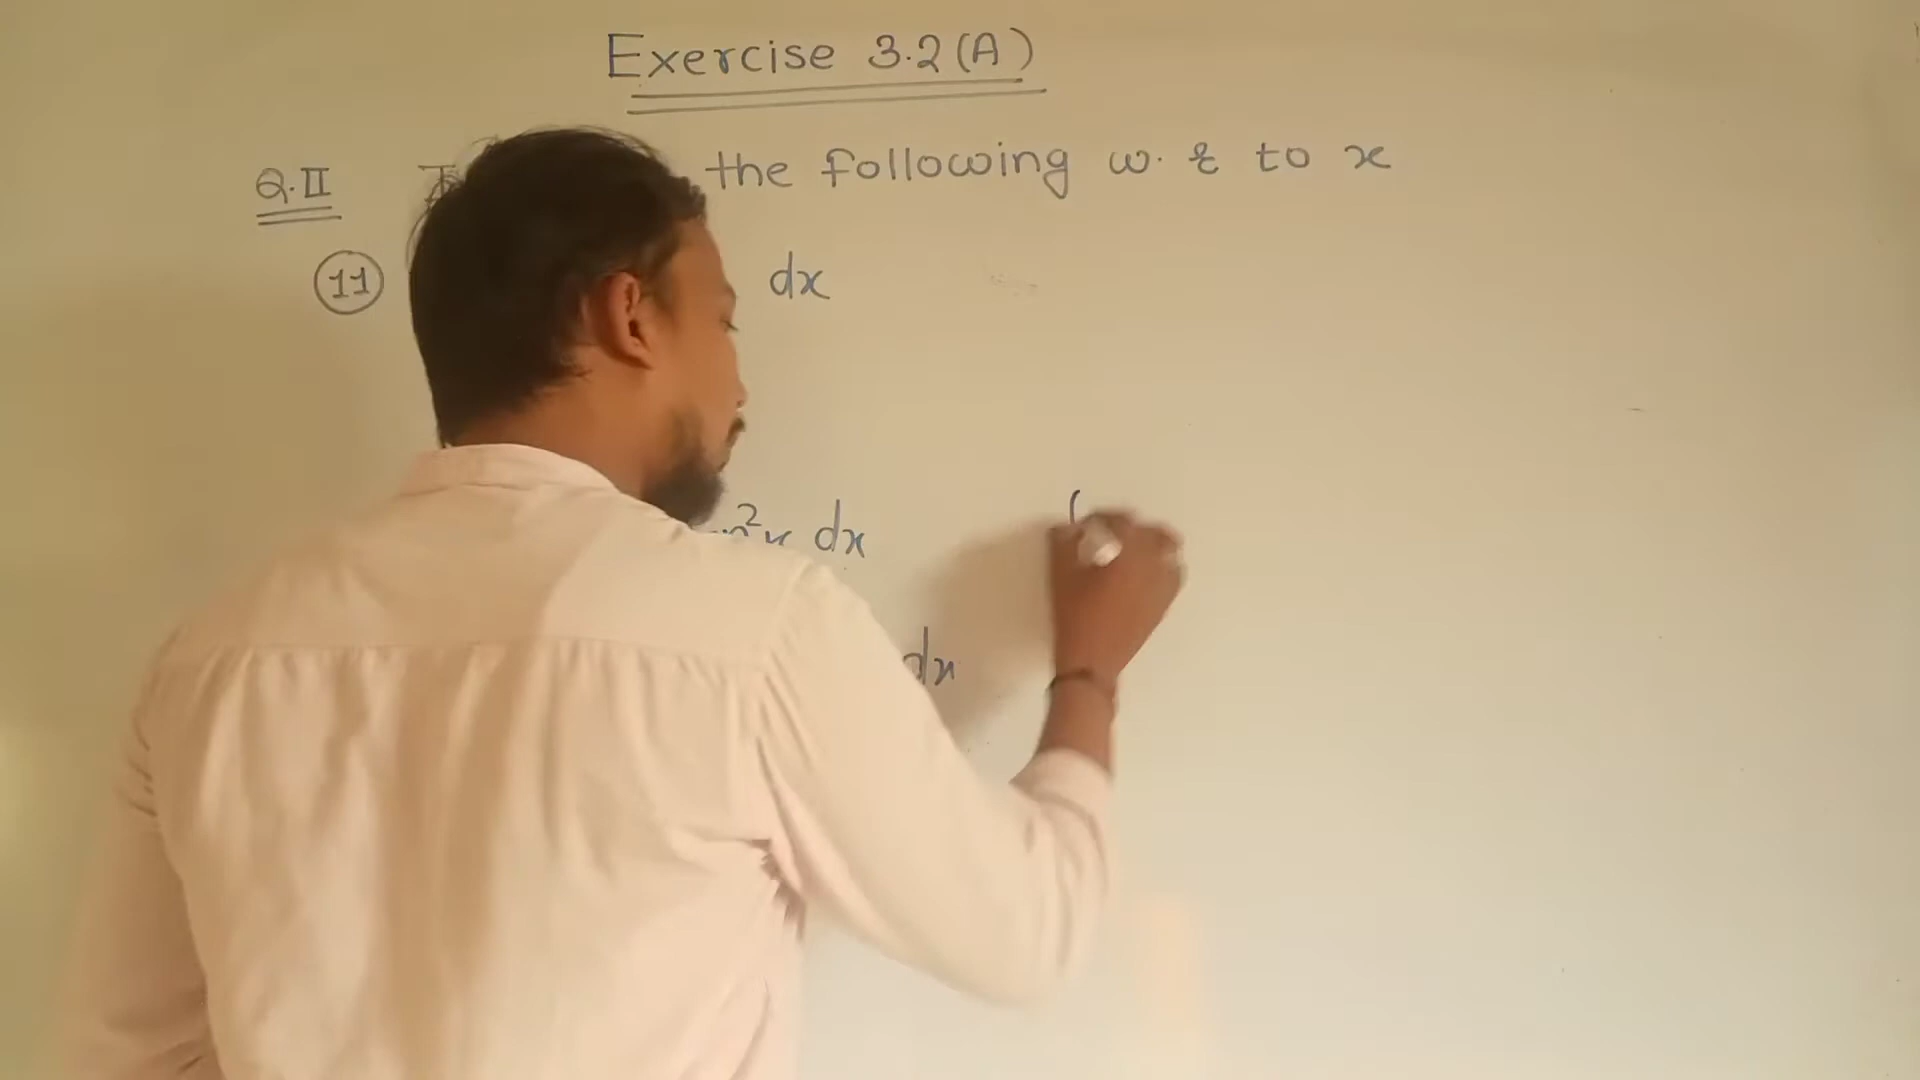 Exercise 3.2 (A)
Q.II the following w.r to x
11 dx
²x dx
dx